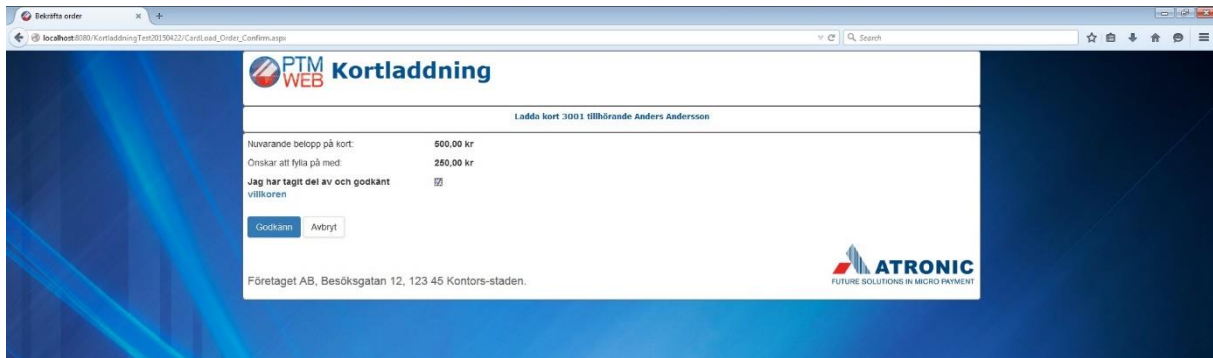 Bekräfta order
localhost:8080/KortladdningTest20150422/CardLoad_Order_Confirm.aspx
Search
PTM
WEB
Kortladdning
Ladda kort 3001 tillhörande Anders Andersson
Nuvarande belopp på kort: 500,00 kr
Önskar att fylla på med: 250,00 kr
Jag har tagit del av och godkänt
villkoren
Godkänn Avbryt
ATRONIC
FUTURE SOLUTIONS IN MICRO PAYMENT
Företaget AB, Besöksgatan 12, 123 45 Kontors-staden.